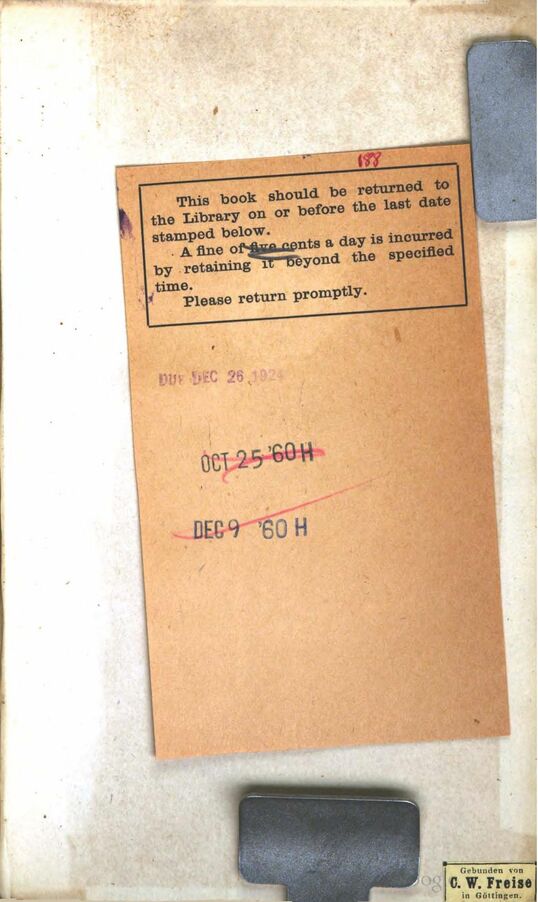 188
This book should be returned to
the Library on or before the last date
stamped below.
A fine of five cents a day is incurred
by retaining it beyond the specified
time.
Please return promptly.
DUE DEC 26 1924
OCT 25 '60 H
DEC 9 '60 H
Gebunden von
C. W. Freise
in Göttingen.